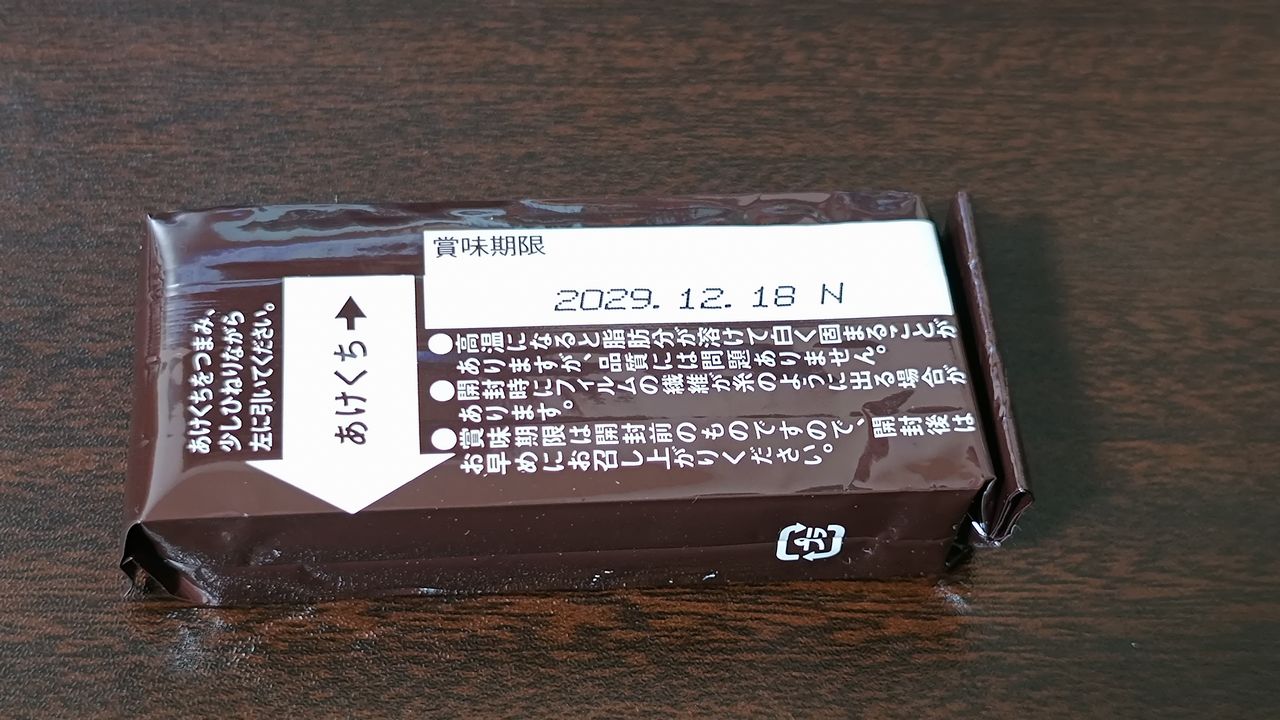 賞味期限
2029. 12. 18 N
●高温になると脂肪分が溶けて白く固まることが
ありますが、品質には問題ありません。
●開封時にフィルムの繊維が糸のように出る場合が
あります。
●賞味期限は開封前のものですので、開封後は
お早めにお召し上がりください。
あけくち→
あけくちをつまみ、
少しひねりながら
左に引いてください。
プラ